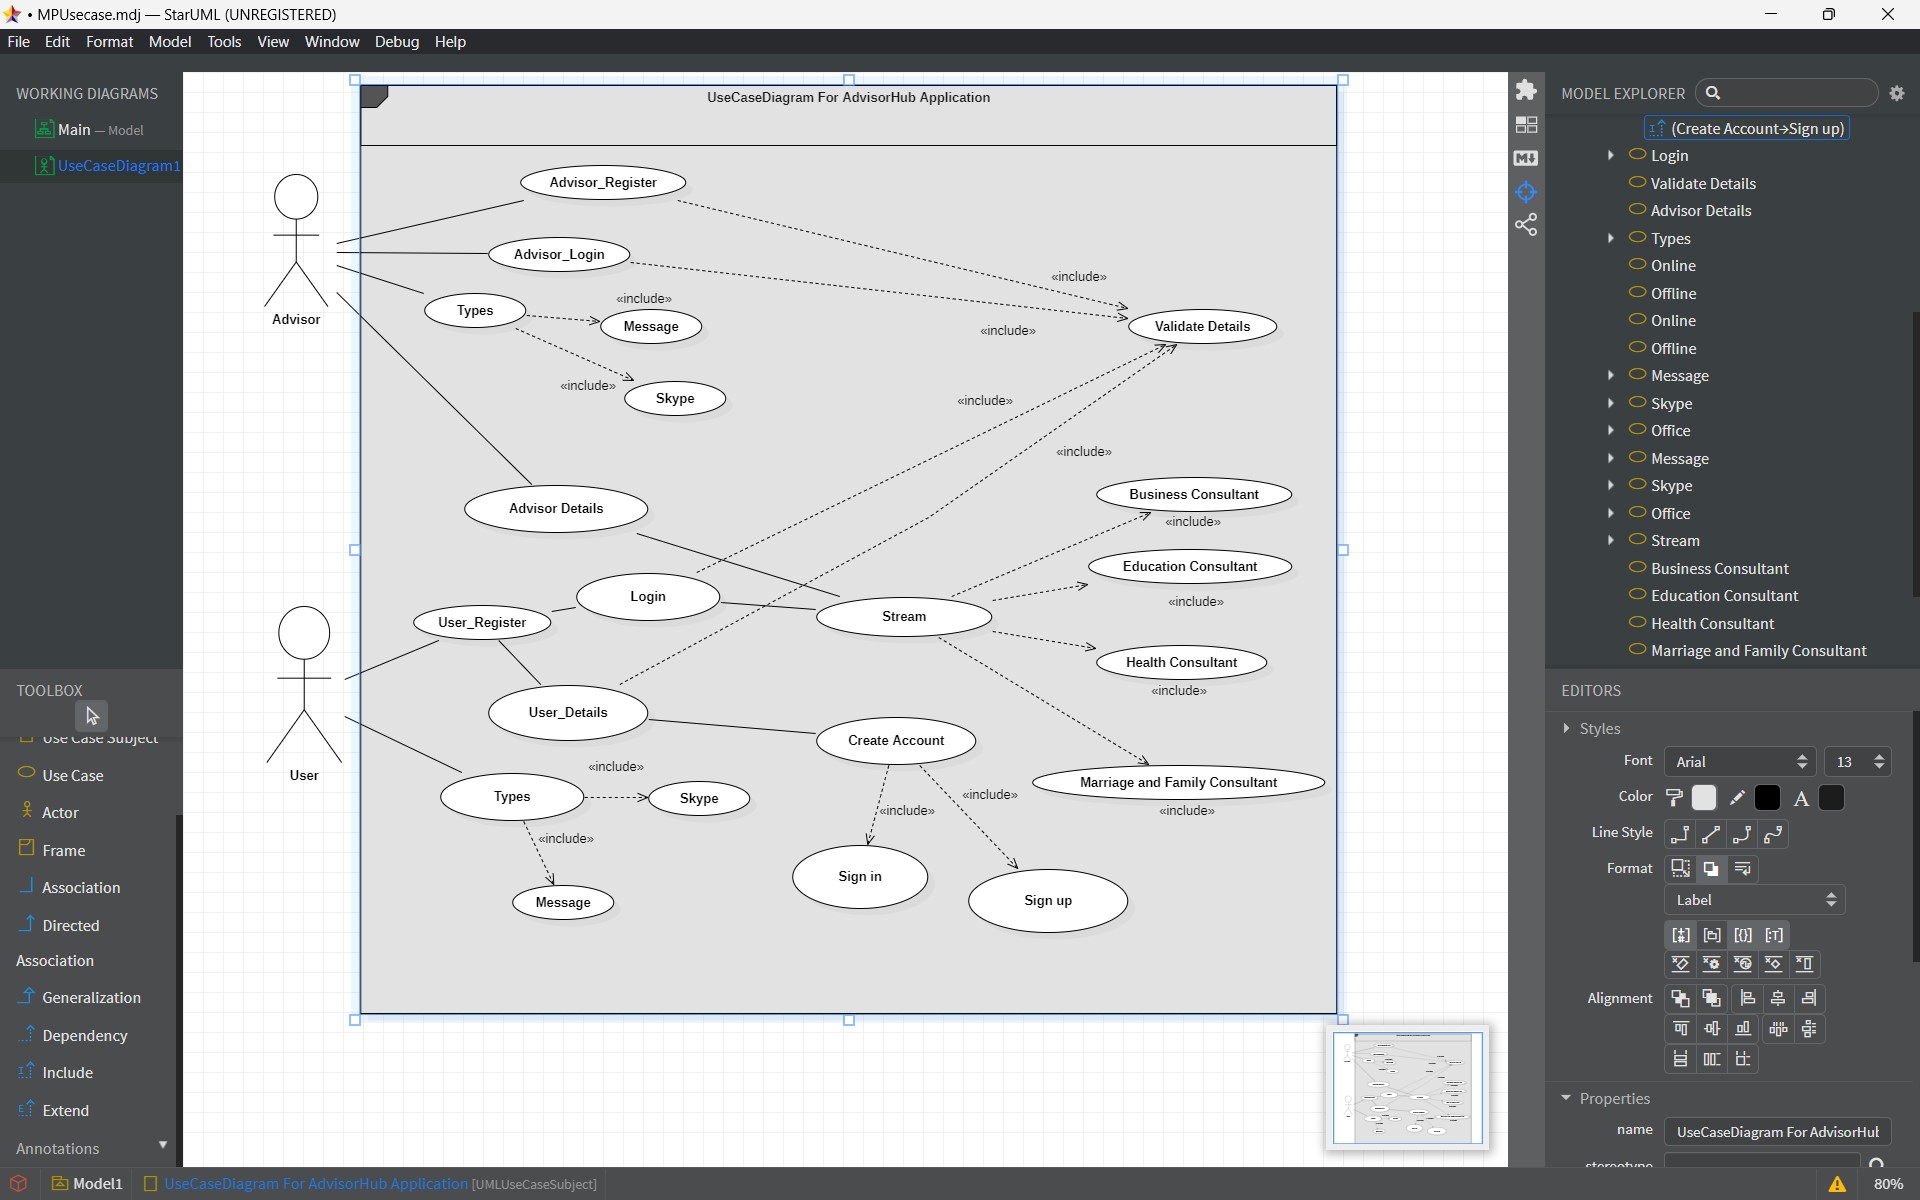 • MPUsecase.mdj — StarUML (UNREGISTERED)
File Edit Format Model Tools View Window Debug Help
WORKING DIAGRAMS
Main — Model
UseCaseDiagram1
TOOLBOX
Use Case Subject
Use Case
Actor
Frame
Association
Directed
Association
Generalization
Dependency
Include
Extend
Annotations
UseCaseDiagram For AdvisorHub Application
Advisor_Register
Advisor_Login
«include»
Types
«include»
Message
Advisor
Validate Details
«include»
«include»
Skype
«include»
«include»
Business Consultant
Advisor Details
«include»
Education Consultant
Login
«include»
Stream
User_Register
Health Consultant
«include»
User_Details
Create Account
User
«include»
Marriage and Family Consultant
Types
Skype
«include»
«include»
«include»
«include»
Sign in
Message
Sign up
MODEL EXPLORER
(Create Account→Sign up)
Login
Validate Details
Advisor Details
Types
Online
Offline
Online
Offline
Message
Skype
Office
Message
Skype
Office
Stream
Business Consultant
Education Consultant
Health Consultant
Marriage and Family Consultant
EDITORS
Styles
Font Arial 13
Color A
Line Style
Format
Label
Alignment
Properties
name UseCaseDiagram For AdvisorHub
stereotype
Model1 UseCaseDiagram For AdvisorHub Application [UMLUseCaseSubject]
80%